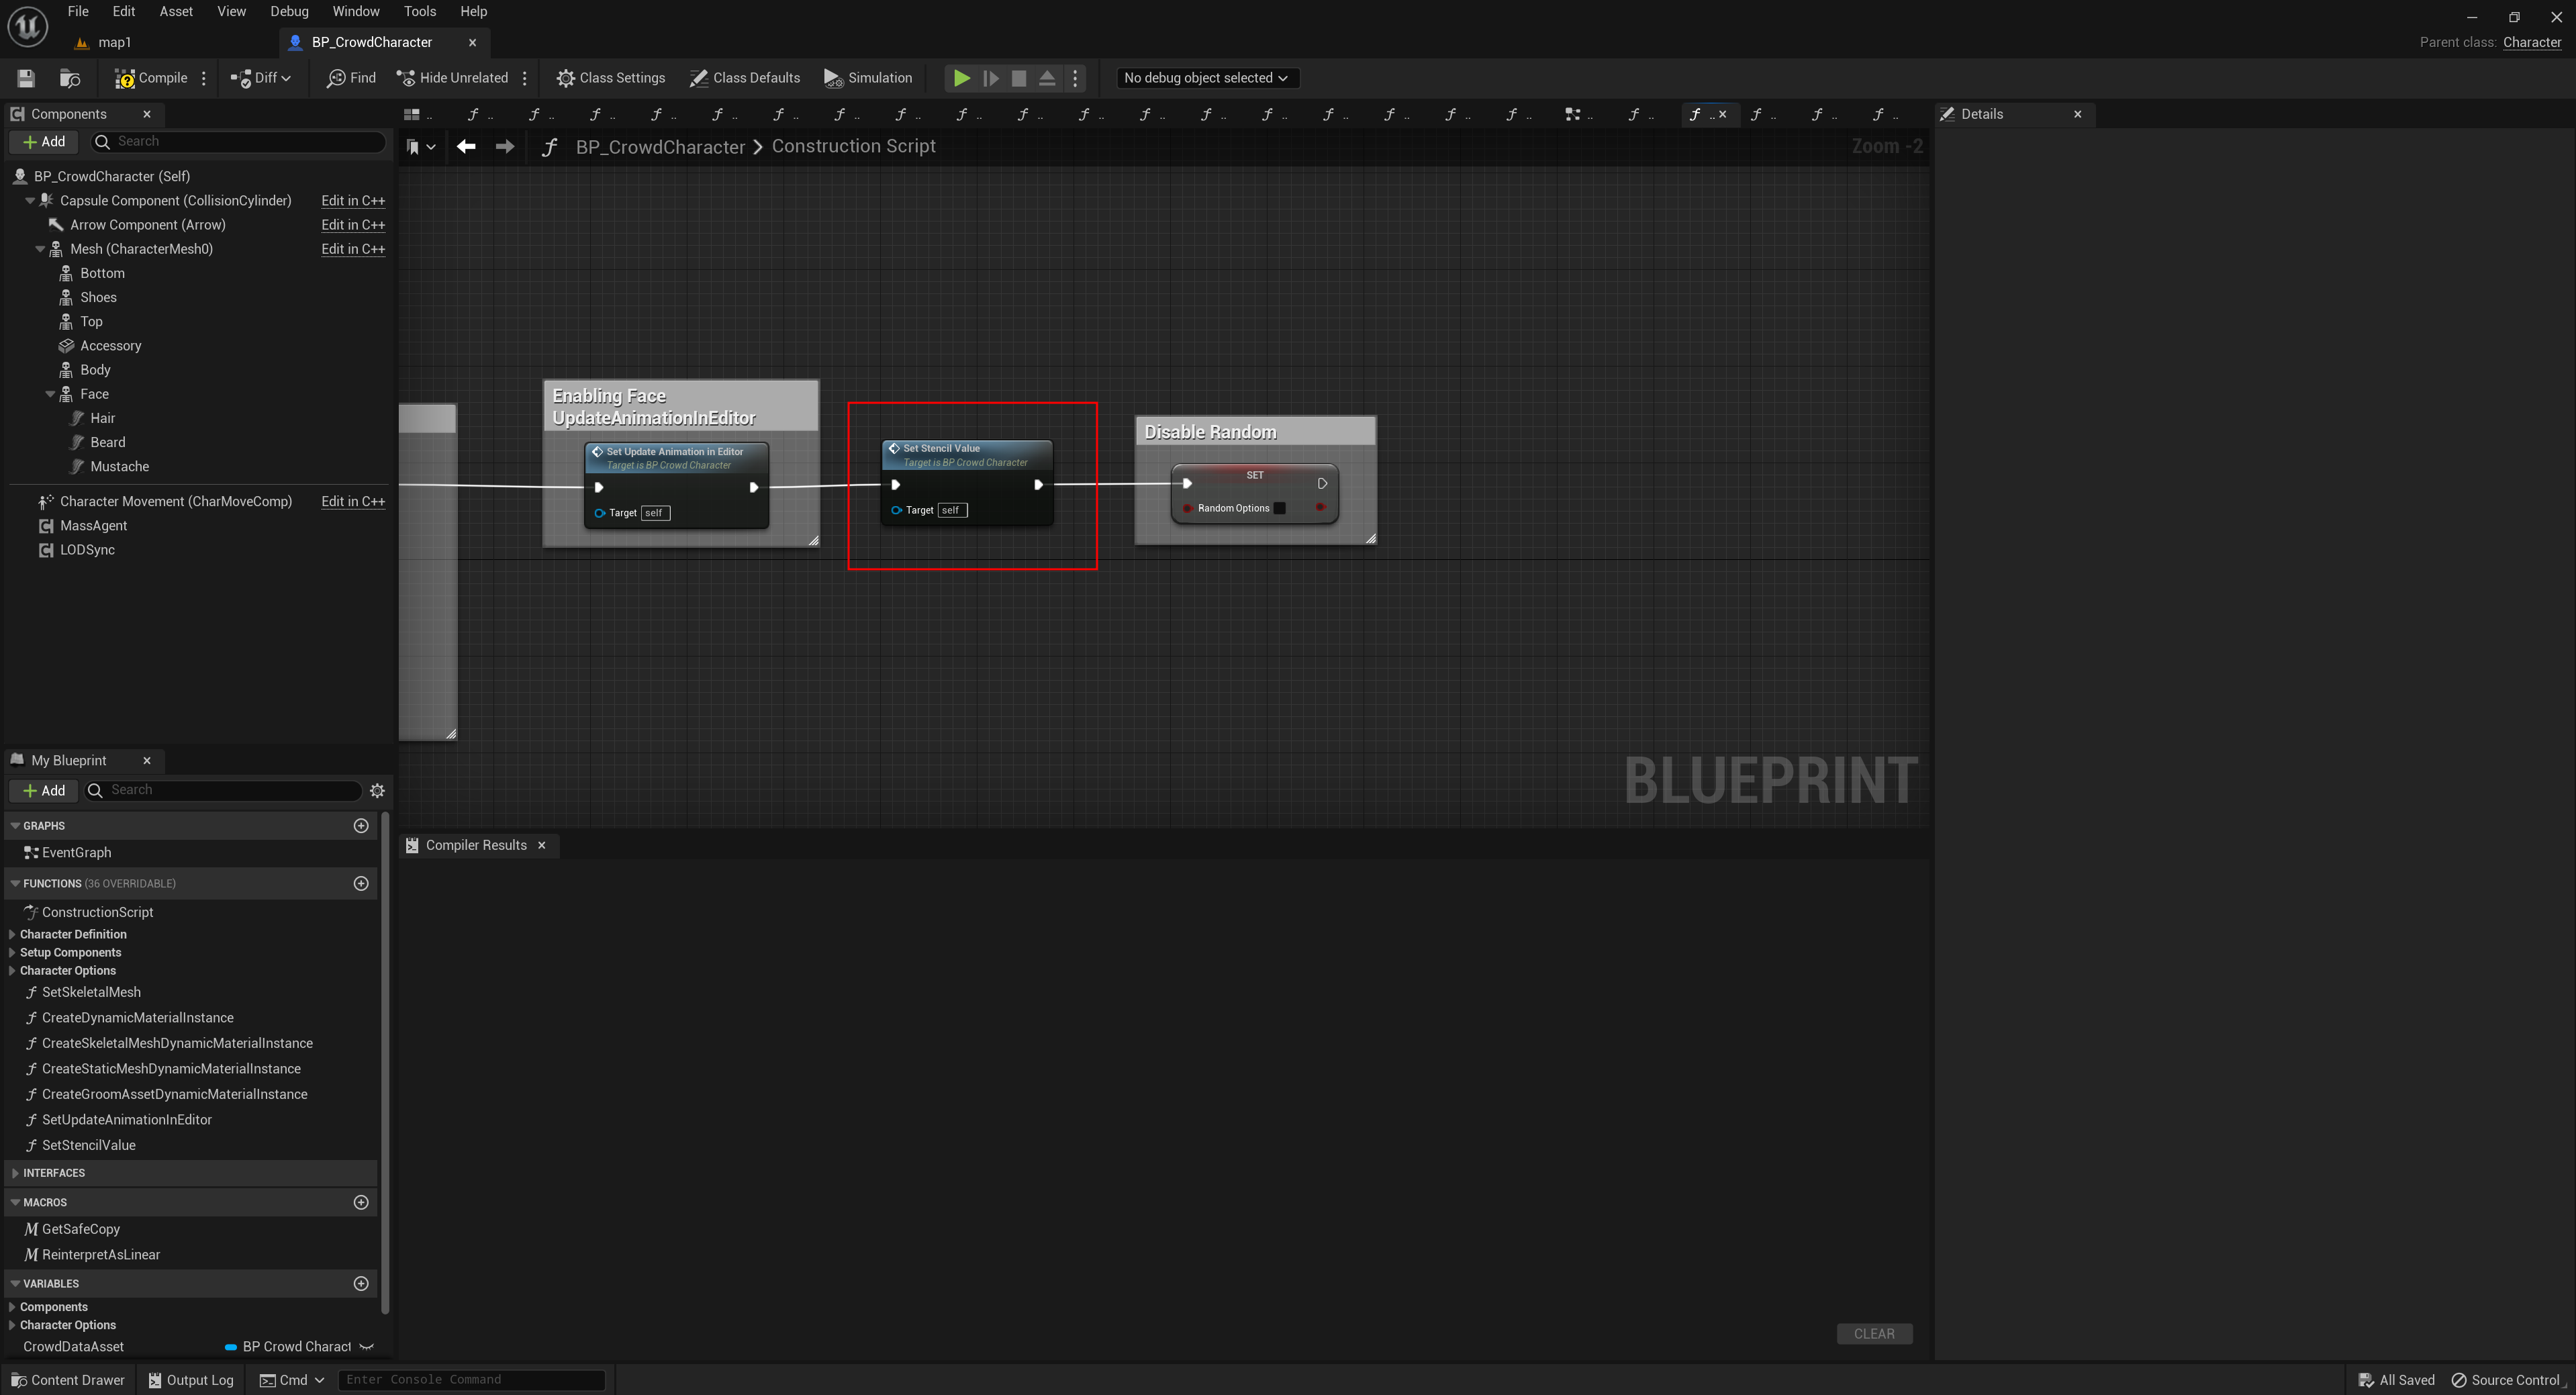 File Edit Asset View Debug Window Tools Help
map1
BP_CrowdCharacter
Parent class: Character
Compile
Diff
Find
Hide Unrelated
Class Settings
Class Defaults
Simulation
No debug object selected
Components
Details
Add
Search
BP_CrowdCharacter > Construction Script
Zoom -2
BP_CrowdCharacter (Self)
Capsule Component (CollisionCylinder) Edit in C++
Arrow Component (Arrow) Edit in C++
Mesh (CharacterMesh0) Edit in C++
Bottom
Shoes
Top
Accessory
Body
Face
Hair
Beard
Mustache
Character Movement (CharMoveComp) Edit in C++
MassAgent
LODSync
Enabling Face
UpdateAnimationInEditor
Set Update Animation in Editor
Target is BP Crowd Character
Target self
Set Stencil Value
Target is BP Crowd Character
Target self
Disable Random
SET
Random Options
BLUEPRINT
My Blueprint
Add
Search
GRAPHS
EventGraph
FUNCTIONS (36 OVERRIDABLE)
ConstructionScript
Character Definition
Setup Components
Character Options
SetSkeletalMesh
CreateDynamicMaterialInstance
CreateSkeletalMeshDynamicMaterialInstance
CreateStaticMeshDynamicMaterialInstance
CreateGroomAssetDynamicMaterialInstance
SetUpdateAnimationInEditor
SetStencilValue
INTERFACES
MACROS
GetSafeCopy
ReinterpretAsLinear
VARIABLES
Components
Character Options
CrowdDataAsset BP Crowd Charact
Compiler Results
CLEAR
Content Drawer
Output Log
Cmd
Enter Console Command
All Saved
Source Control